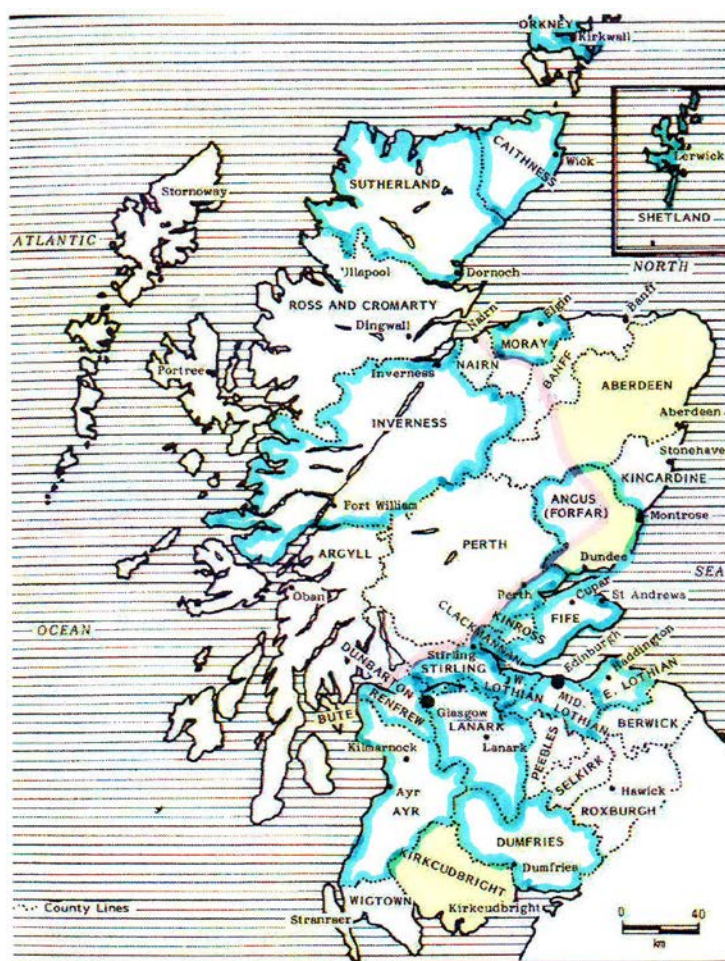 ORKNEY
Kirkwall
CAITHNESS
Wick
Lerwick
SUTHERLAND
Stornoway
SHETLAND
ATLANTIC
NORTH
Ullapool
Dornoch
ROSS AND CROMARTY
Dingwall
Nairn
Elgin
Banff
MORAY
NAIRN
BANFF
Portree
Inverness
ABERDEEN
INVERNESS
Aberdeen
Stonehave
KINCARDINE
ANGUS
(FORFAR)
Fort William
Montrose
PERTH
ARGYLL
Dundee
SEA
Oban
Perth
Cupar
St Andrews
KINROSS
FIFE
OCEAN
CLACKMANNAN
Stirling
STIRLING
DUNBARTON
Edinburgh
Haddington
W.
LOTHIAN
MID-
LOTHIAN
E. LOTHIAN
RENFREW
BUTE
Glasgow
LANARK
BERWICK
Kilmarnock
Lanark
PEEBLES
SELKIRK
Hawick
ROXBURGH
Ayr
AYR
DUMFRIES
Dumfries
KIRKCUDBRIGHT
WIGTOWN
Kirkcudbright
Stranraer
County Lines
0 40
km